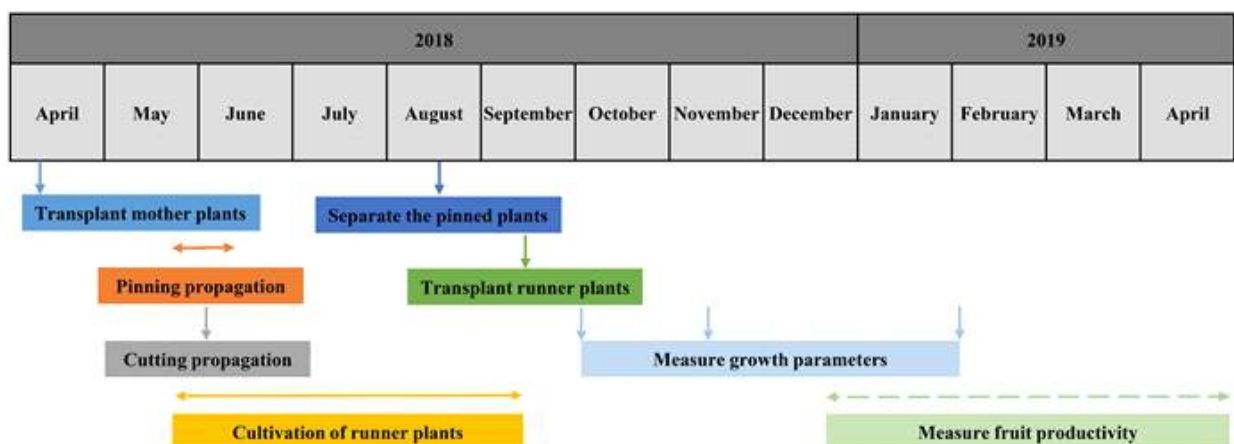 2018 2019
April May June July August September October November December January February March April
Transplant mother plants Separate the pinned plants
Pinning propagation Transplant runner plants
Cutting propagation Measure growth parameters
Cultivation of runner plants Measure fruit productivity